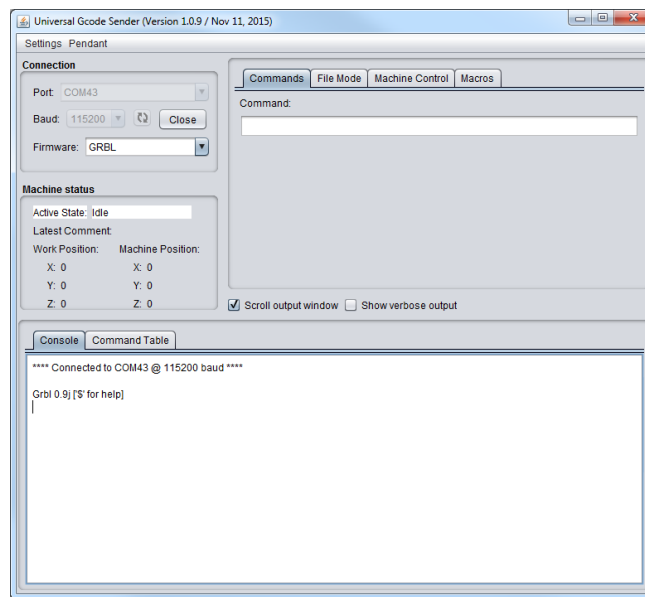 Universal Gcode Sender (Version 1.0.9 / Nov 11, 2015)
Settings Pendant
Connection
Port: COM43
Baud: 115200 Close
Firmware: GRBL
Commands File Mode Machine Control Macros
Command:
Machine status
Active State: Idle
Latest Comment:
Work Position: Machine Position:
X: 0 X: 0
Y: 0 Y: 0
Z: 0 Z: 0
Scroll output window Show verbose output
Console Command Table
**** Connected to COM43 @ 115200 baud ****
Grbl 0.9j ['$' for help]